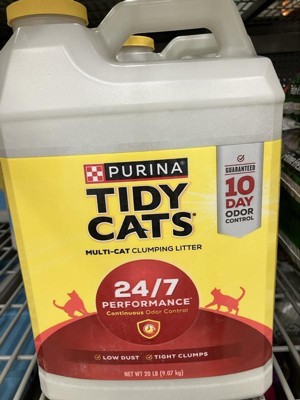 PURINA
TIDY
CATS
MULTI-CAT CLUMPING LITTER
GUARANTEED
10
DAY
ODOR
CONTROL
24/7
PERFORMANCE
Continuous Odor Control
LOW DUST
TIGHT CLUMPS
NET WT 20 LB (9.07 kg)